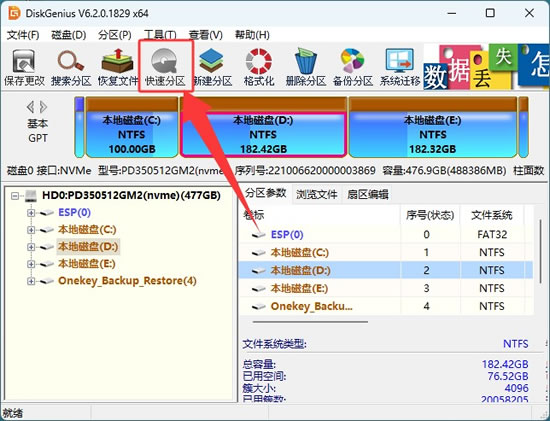 DiskGenius V6.2.0.1829 x64
文件(F) 磁盘(D) 分区(P) 工具(T) 查看(V) 帮助(H)
保存更改 搜索分区 恢复文件 快速分区 新建分区 格式化 删除分区 备份分区 系统迁移 数据丢失 怎
基本
GPT
本地磁盘(C:)
NTFS
100.00GB
本地磁盘(D:)
NTFS
182.42GB
本地磁盘(E:)
NTFS
182.32GB
磁盘0 接口:NVMe 型号:PD350512GM2(nvme) 序列号:221006620000003869 容量:476.9GB(488386MB) 柱面数
HD0:PD350512GM2(nvme)(477GB)
ESP(0)
本地磁盘(C:)
本地磁盘(D:)
本地磁盘(E:)
Onekey_Backup_Restore(4)
分区参数 浏览文件 扇区编辑
卷标 序号(状态) 文件系统
ESP(0) 0 FAT32
本地磁盘(C:) 1 NTFS
本地磁盘(D:) 2 NTFS
本地磁盘(E:) 3 NTFS
Onekey_Backu... 4 NTFS
文件系统类型: NTFS
总容量: 182.42GB
已用空间: 76.52GB
簇大小: 4096
已用簇数: 20058205
就绪